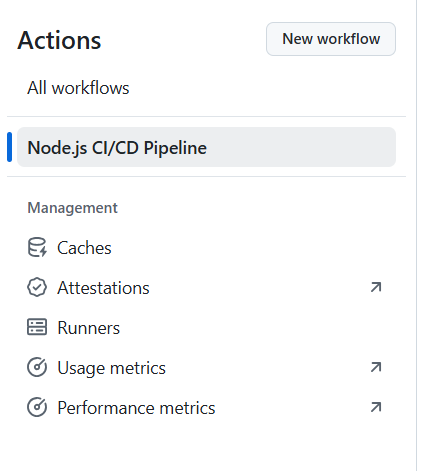 Actions
New workflow
All workflows
Node.js CI/CD Pipeline
Management
Caches
Attestations
Runners
Usage metrics
Performance metrics